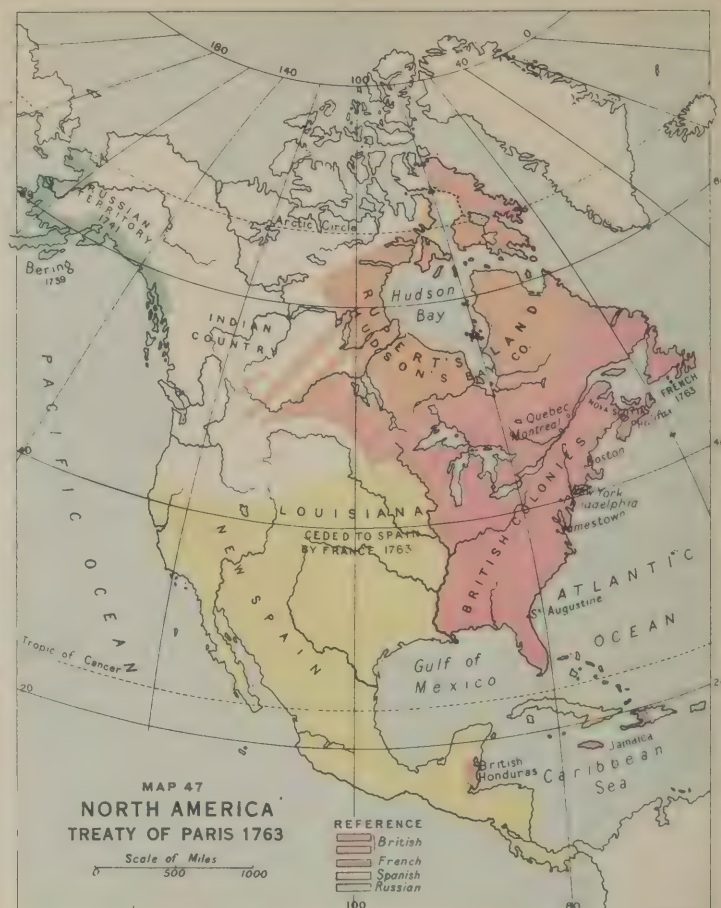 180
140
100
40
0
RUSSIAN
TERRITORY
1741
Arctic Circle
Bering
1739
Hudson
Bay
INDIAN
COUNTRY
RUPERT'S LAND
HUDSON'S BAY CO.
FRENCH
1763
NOVA SCOTIA
Halifax
Quebec
Montreal
Boston
York
adelphia
Jamestown
40
40
PACIFIC OCEAN
LOUISIANA
CEDED TO SPAIN
BY FRANCE 1763
NEW SPAIN
BRITISH COLONIES
ATLANTIC
OCEAN
St Augustine
Tropic of Cancer
20
Gulf of
Mexico
Jamaica
British
Honduras
Caribbean
Sea
MAP 47
NORTH AMERICA
TREATY OF PARIS 1763
Scale of Miles
0 500 1000
REFERENCE
British
French
Spanish
Russian
100
80